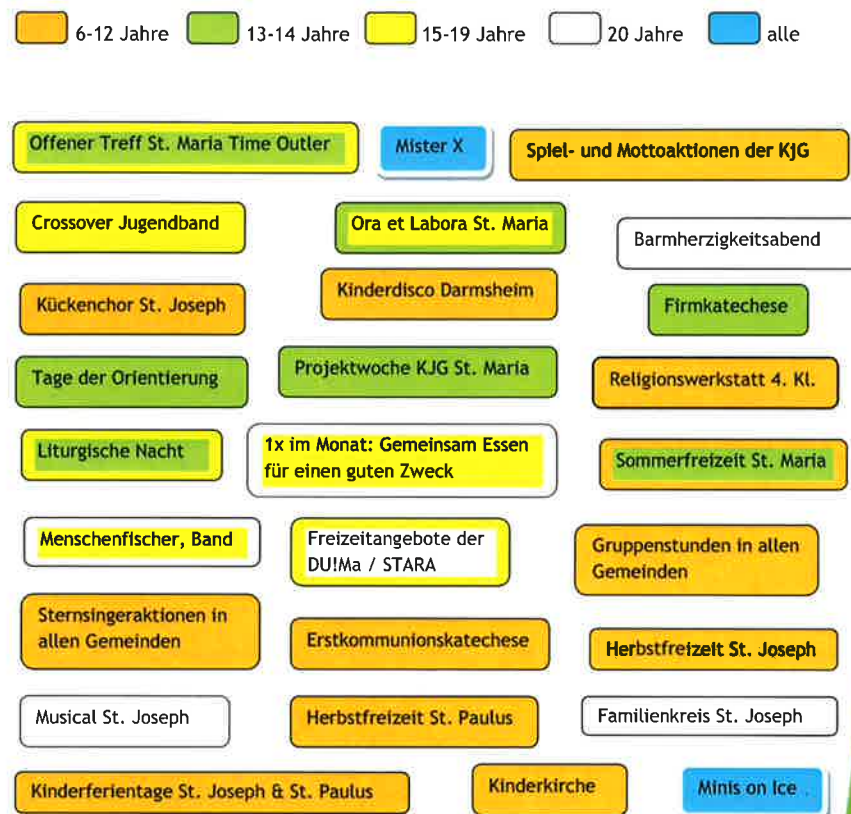 6-12 Jahre 13-14 Jahre 15-19 Jahre 20 Jahre alle
Offener Treff St. Maria Time Outler
Mister X
Spiel- und Mottoaktionen der KjG
Crossover Jugendband
Ora et Labora St. Maria
Barmherzigkeitsabend
Kückenchor St. Joseph
Kinderdisco Darmsheim
Firmkatechese
Tage der Orientierung
Projektwoche KJG St. Maria
Religionswerkstatt 4. Kl.
Liturgische Nacht
1x im Monat: Gemeinsam Essen
für einen guten Zweck
Sommerfreizeit St. Maria
Menschenfischer, Band
Freizeitangebote der
DU!Ma / STARA
Gruppenstunden in allen
Gemeinden
Sternsingeraktionen in
allen Gemeinden
Erstkommunionskatechese
Herbstfreizeit St. Joseph
Musical St. Joseph
Herbstfreizeit St. Paulus
Familienkreis St. Joseph
Kinderferientage St. Joseph & St. Paulus
Kinderkirche
Minis on Ice